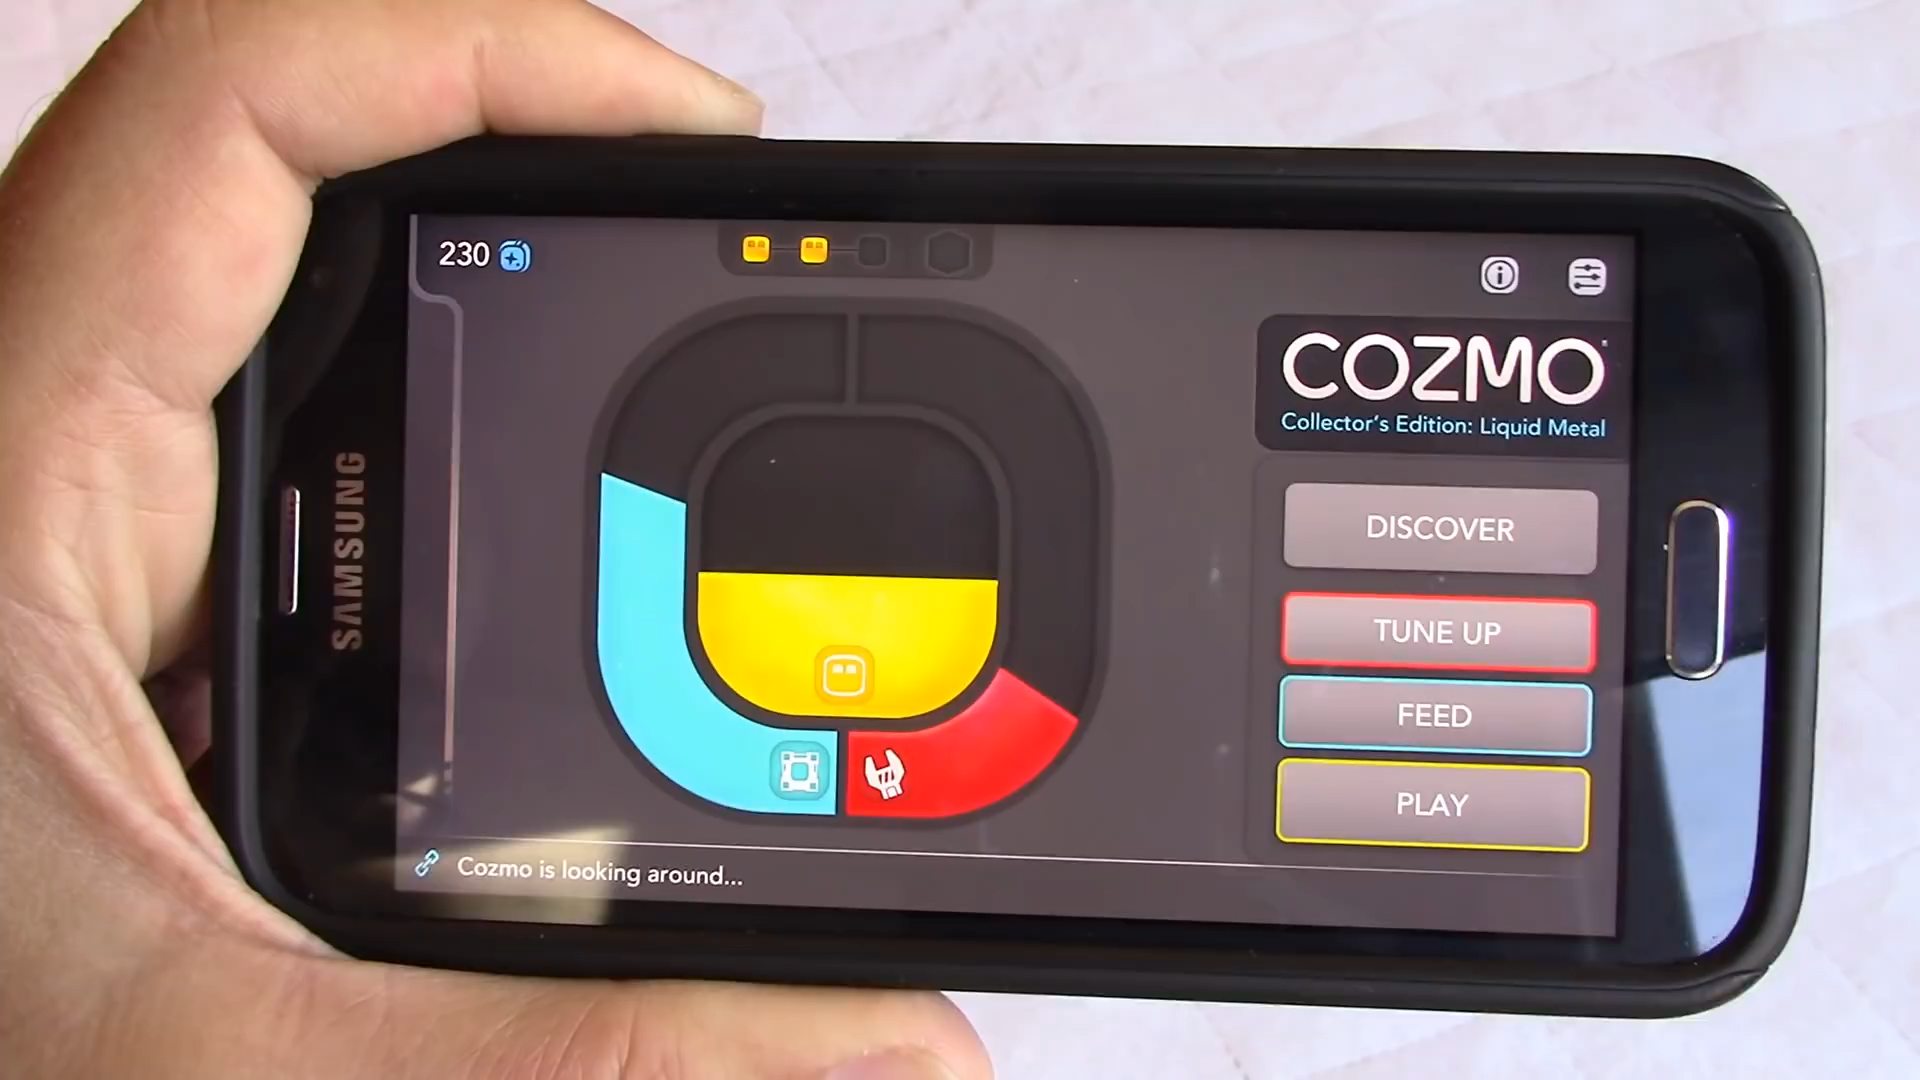 SAMSUNG
230
COZMO
Collector's Edition: Liquid Metal
DISCOVER
TUNE UP
FEED
PLAY
Cozmo is looking around...